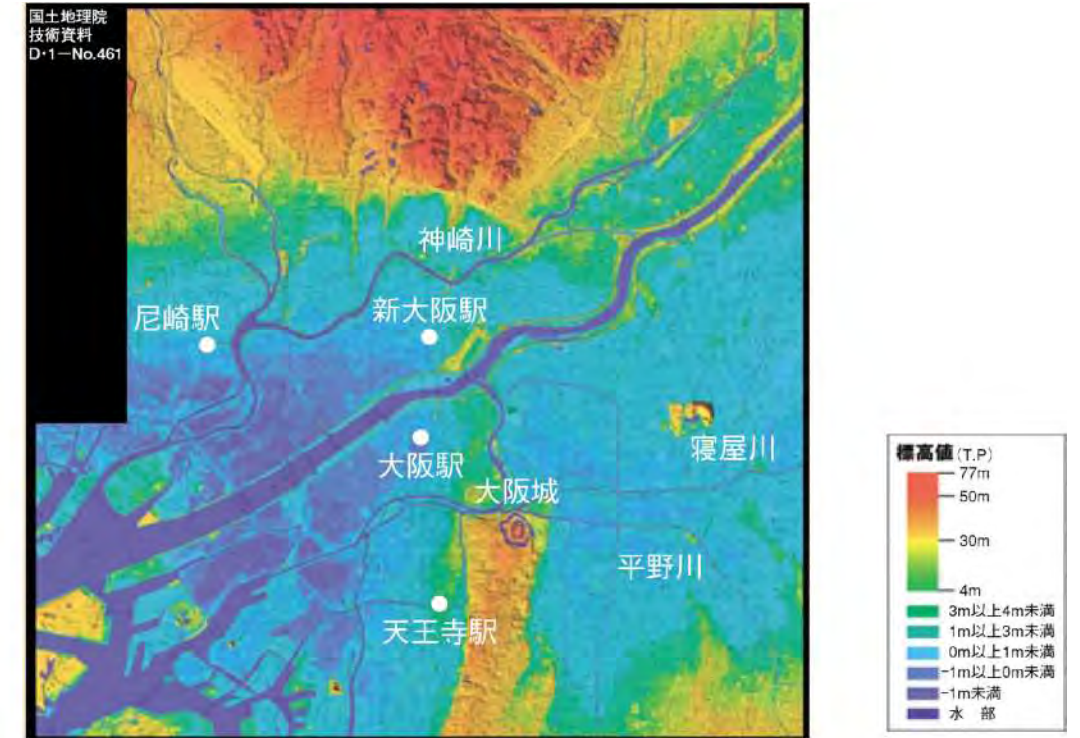 国土地理院
技術資料
D・1－No.461
神崎川
尼崎駅
新大阪駅
大阪駅
寝屋川
大阪城
平野川
天王寺駅
標高値(T.P)
77m
50m
30m
4m
3m以上4m未満
1m以上3m未満
0m以上1m未満
-1m以上0m未満
-1m未満
水 部